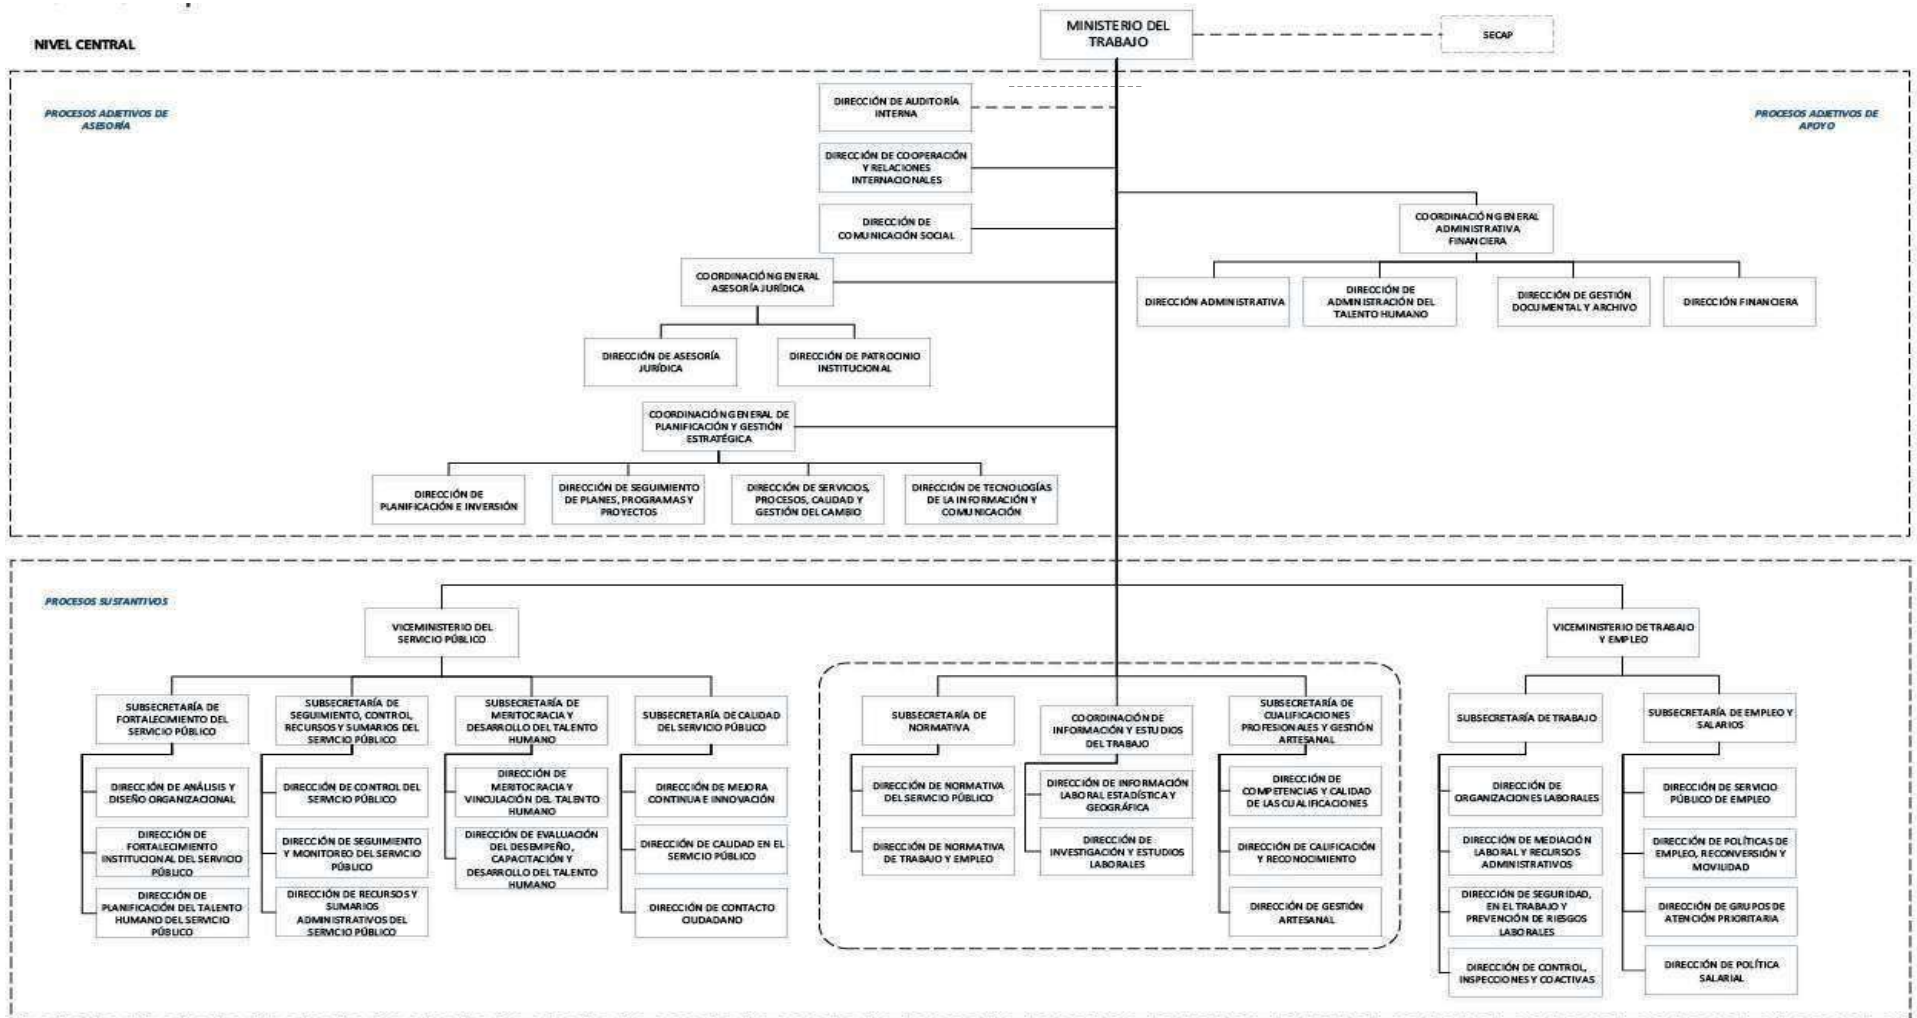 MINISTERIO DEL
TRABAJO
SECAP
NIVEL CENTRAL
PROCESOS ADJETIVOS DE
ASESORÍA
PROCESOS ADJETIVOS DE
APOYO
DIRECCIÓN DE AUDITORÍA
INTERNA
DIRECCIÓN DE COOPERACIÓN
Y RELACIONES
INTERNACIONALES
DIRECCIÓN DE
COMUNICACIÓN SOCIAL
COORDINACIÓN GENERAL
ADMINISTRATIVA
FINANCIERA
DIRECCIÓN ADMINISTRATIVA
DIRECCIÓN DE
ADMINISTRACIÓN DEL
TALENTO HUMANO
DIRECCIÓN DE GESTIÓN
DOCUMENTAL Y ARCHIVO
DIRECCIÓN FINANCIERA
COORDINACIÓN GENERAL
ASESORÍA JURÍDICA
DIRECCIÓN DE ASESORÍA
JURÍDICA
DIRECCIÓN DE PATROCINIO
INSTITUCIONAL
COORDINACIÓN GENERAL DE
PLANIFICACIÓN Y GESTIÓN
ESTRATÉGICA
DIRECCIÓN DE
PLANIFICACIÓN E INVERSIÓN
DIRECCIÓN DE SEGUIMIENTO
DE PLANES, PROGRAMAS Y
PROYECTOS
DIRECCIÓN DE SERVICIOS,
PROCESOS, CALIDAD Y
GESTIÓN DEL CAMBIO
DIRECCIÓN DE TECNOLOGÍAS
DE LA INFORMACIÓN Y
COMUNICACIÓN
PROCESOS SUSTANTIVOS
VICEMINISTERIO DEL
SERVICIO PÚBLICO
VICEMINISTERIO DE TRABAJO
Y EMPLEO
SUBSECRETARÍA DE
FORTALECIMIENTO DEL
SERVICIO PÚBLICO
DIRECCIÓN DE ANÁLISIS Y
DISEÑO ORGANIZACIONAL
DIRECCIÓN DE
FORTALECIMIENTO
INSTITUCIONAL DEL SERVICIO
PÚBLICO
DIRECCIÓN DE
PLANIFICACIÓN DEL TALENTO
HUMANO DEL SERVICIO
PÚBLICO
SUBSECRETARÍA DE
SEGUIMIENTO, CONTROL,
RECURSOS Y SUMARIOS DEL
SERVICIO PÚBLICO
DIRECCIÓN DE CONTROL DEL
SERVICIO PÚBLICO
DIRECCIÓN DE SEGUIMIENTO
Y MONITOREO DEL SERVICIO
PÚBLICO
DIRECCIÓN DE RECURSOS Y
SUMARIOS
ADMINISTRATIVOS DEL
SERVICIO PÚBLICO
SUBSECRETARÍA DE
MERITOCRACIA Y
DESARROLLO DEL TALENTO
HUMANO
DIRECCIÓN DE
MERITOCRACIA Y
VINCULACIÓN DEL TALENTO
HUMANO
DIRECCIÓN DE EVALUACIÓN
DEL DESEMPEÑO,
CAPACITACIÓN Y
DESARROLLO DEL TALENTO
HUMANO
SUBSECRETARÍA DE CALIDAD
DEL SERVICIO PÚBLICO
DIRECCIÓN DE MEJORA
CONTINUA E INNOVACIÓN
DIRECCIÓN DE CALIDAD EN EL
SERVICIO PÚBLICO
DIRECCIÓN DE CONTACTO
CIUDADANO
SUBSECRETARÍA DE
NORMATIVA
DIRECCIÓN DE NORMATIVA
DEL SERVICIO PÚBLICO
DIRECCIÓN DE NORMATIVA
DE TRABAJO Y EMPLEO
COORDINACIÓN DE
INFORMACIÓN Y ESTUDIOS
DEL TRABAJO
DIRECCIÓN DE INFORMACIÓN
LABORAL ESTADÍSTICA Y
GEOGRÁFICA
DIRECCIÓN DE
INVESTIGACIÓN Y ESTUDIOS
LABORALES
SUBSECRETARÍA DE
CUALIFICACIONES
PROFESIONALES Y GESTIÓN
ARTESANAL
DIRECCIÓN DE
COMPETENCIAS Y CALIDAD
DE LAS CUALIFICACIONES
DIRECCIÓN DE CALIFICACIÓN
Y RECONOCIMIENTO
DIRECCIÓN DE GESTIÓN
ARTESANAL
SUBSECRETARÍA DE TRABAJO
DIRECCIÓN DE
ORGANIZACIONES LABORALES
DIRECCIÓN DE MEDIACIÓN
LABORAL Y RECURSOS
ADMINISTRATIVOS
DIRECCIÓN DE SEGURIDAD,
EN EL TRABAJO Y
PREVENCIÓN DE RIESGOS
LABORALES
DIRECCIÓN DE CONTROL,
INSPECCIONES Y COACTIVAS
SUBSECRETARÍA DE EMPLEO Y
SALARIOS
DIRECCIÓN DE SERVICIO
PÚBLICO DE EMPLEO
DIRECCIÓN DE POLÍTICAS DE
EMPLEO, RECONVERSIÓN Y
MOVILIDAD
DIRECCIÓN DE GRUPOS DE
ATENCIÓN PRIORITARIA
DIRECCIÓN DE POLÍTICA
SALARIAL